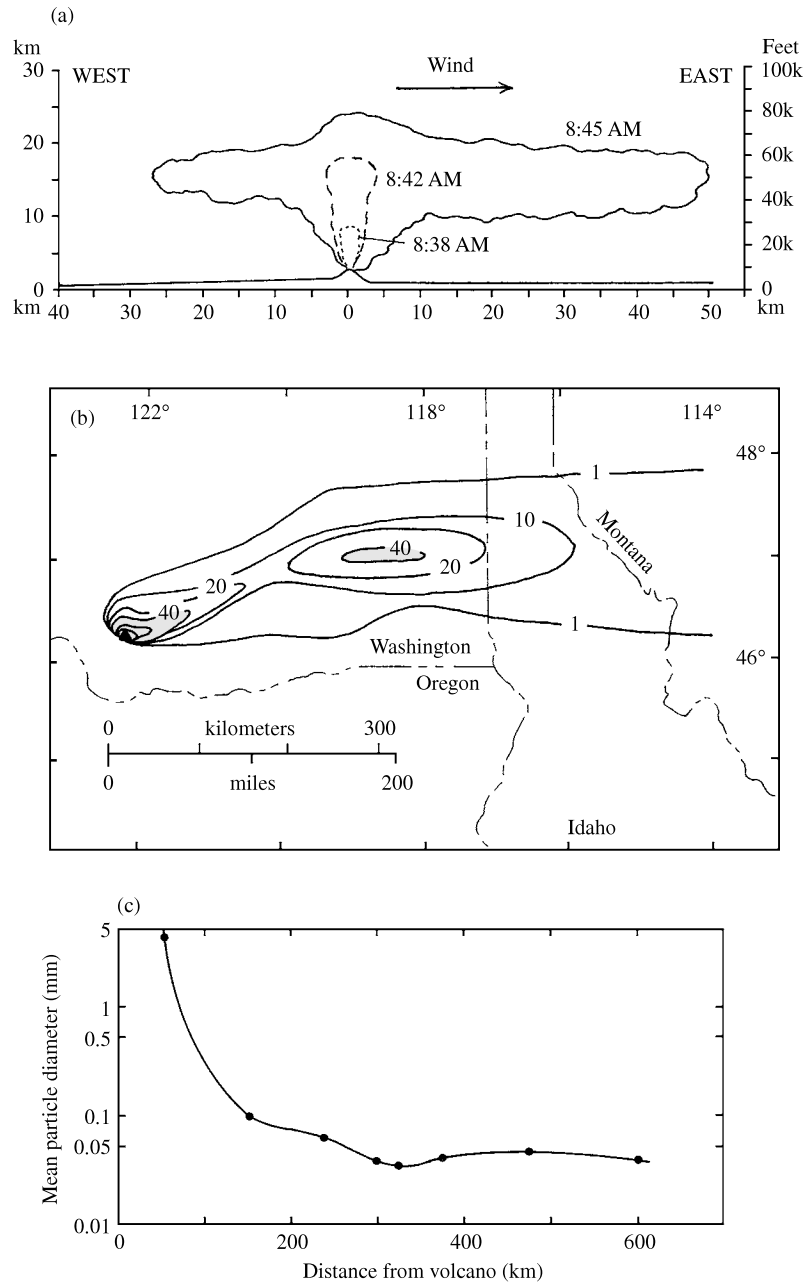 (a)
km
Feet
30
WEST
Wind
EAST
100k
80k
20
8:45 AM
60k
8:42 AM
40k
10
8:38 AM
20k
0
0
km
40
30
20
10
0
10
20
30
40
50
km
(b)
122°
118°
114°
48°
1
10
Montana
40
20
20
40
1
Washington
46°
Oregon
0 kilometers 300
0 miles 200
Idaho
(c)
5
1
0.5
0.1
0.05
0.01
Mean particle diameter (mm)
0 200 400 600
Distance from volcano (km)